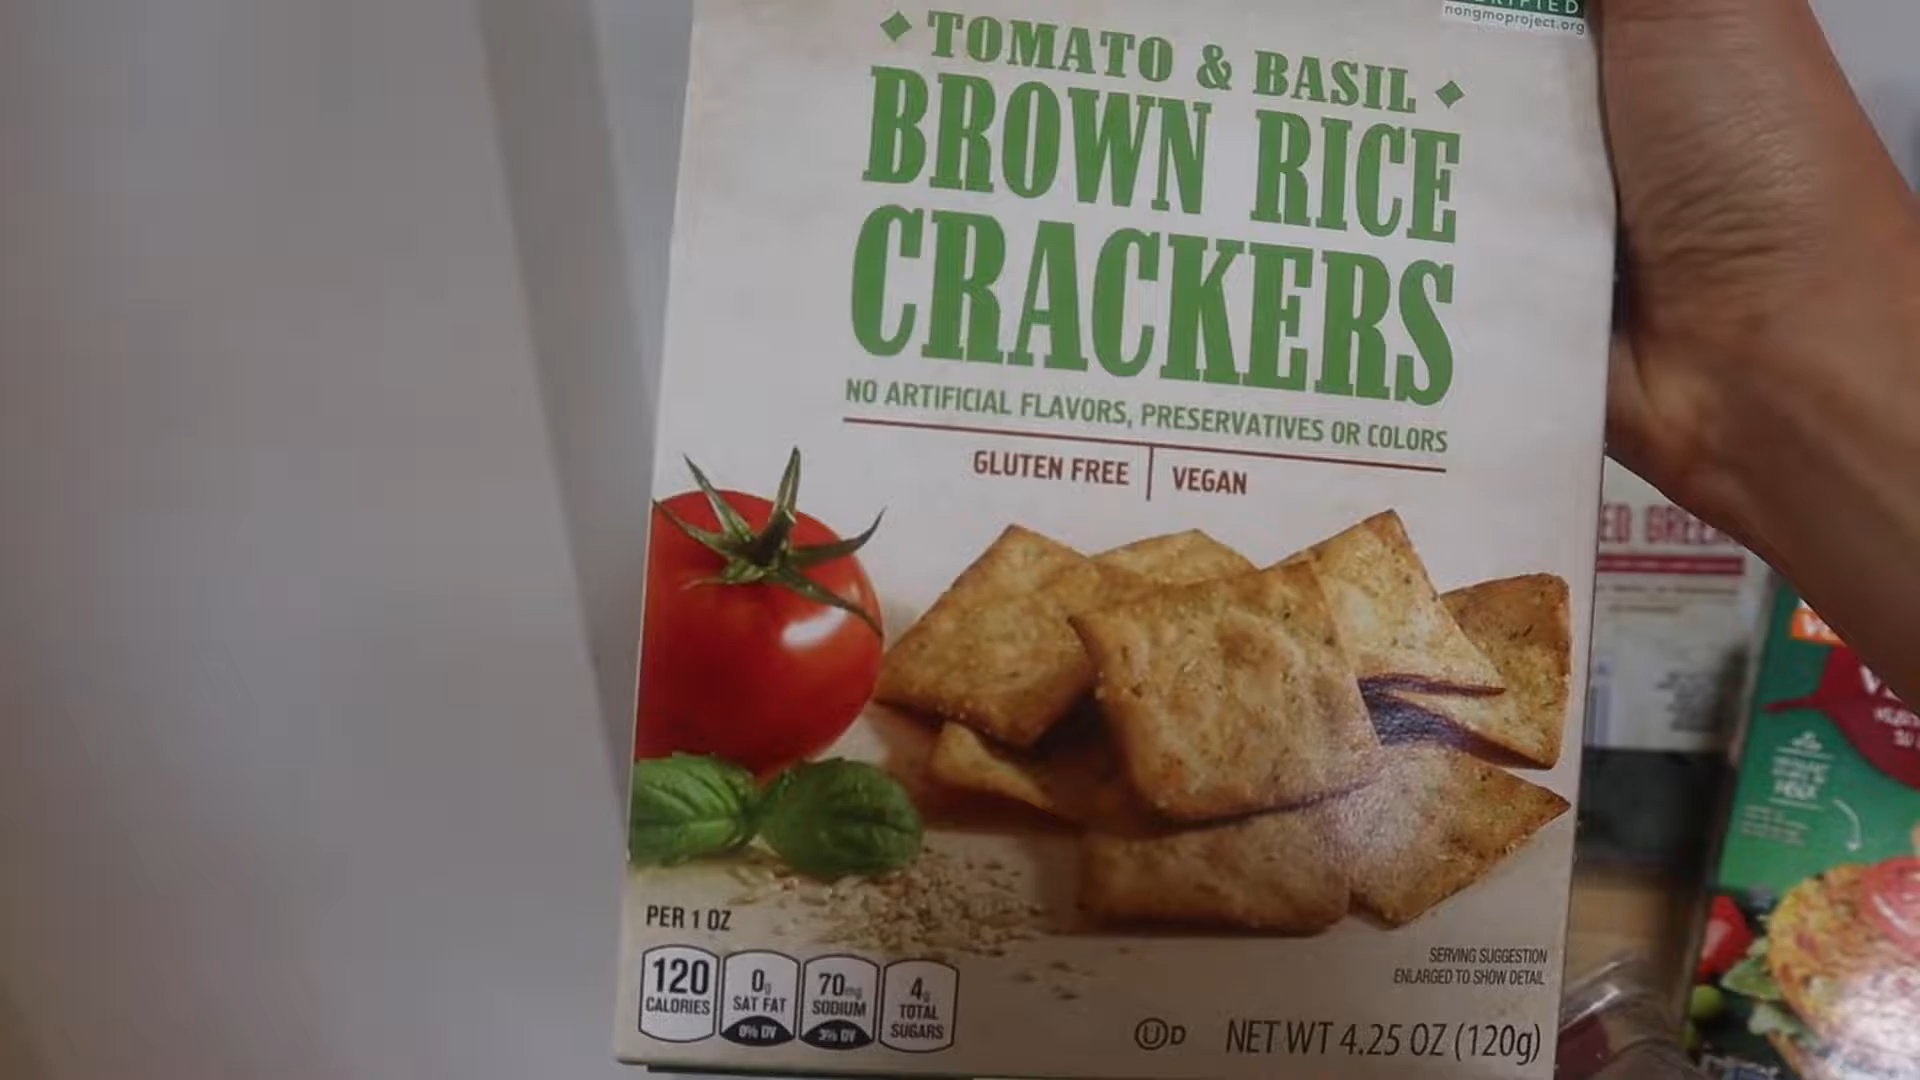 nongmoproject.org
TOMATO & BASIL
BROWN RICE
CRACKERS
NO ARTIFICIAL FLAVORS, PRESERVATIVES OR COLORS
GLUTEN FREE | VEGAN
PER 1 OZ
120 CALORIES
0g SAT FAT 0% DV
70mg SODIUM 3% DV
4g TOTAL SUGARS
SERVING SUGGESTION
ENLARGED TO SHOW DETAIL
UD
NET WT 4.25 OZ (120g)